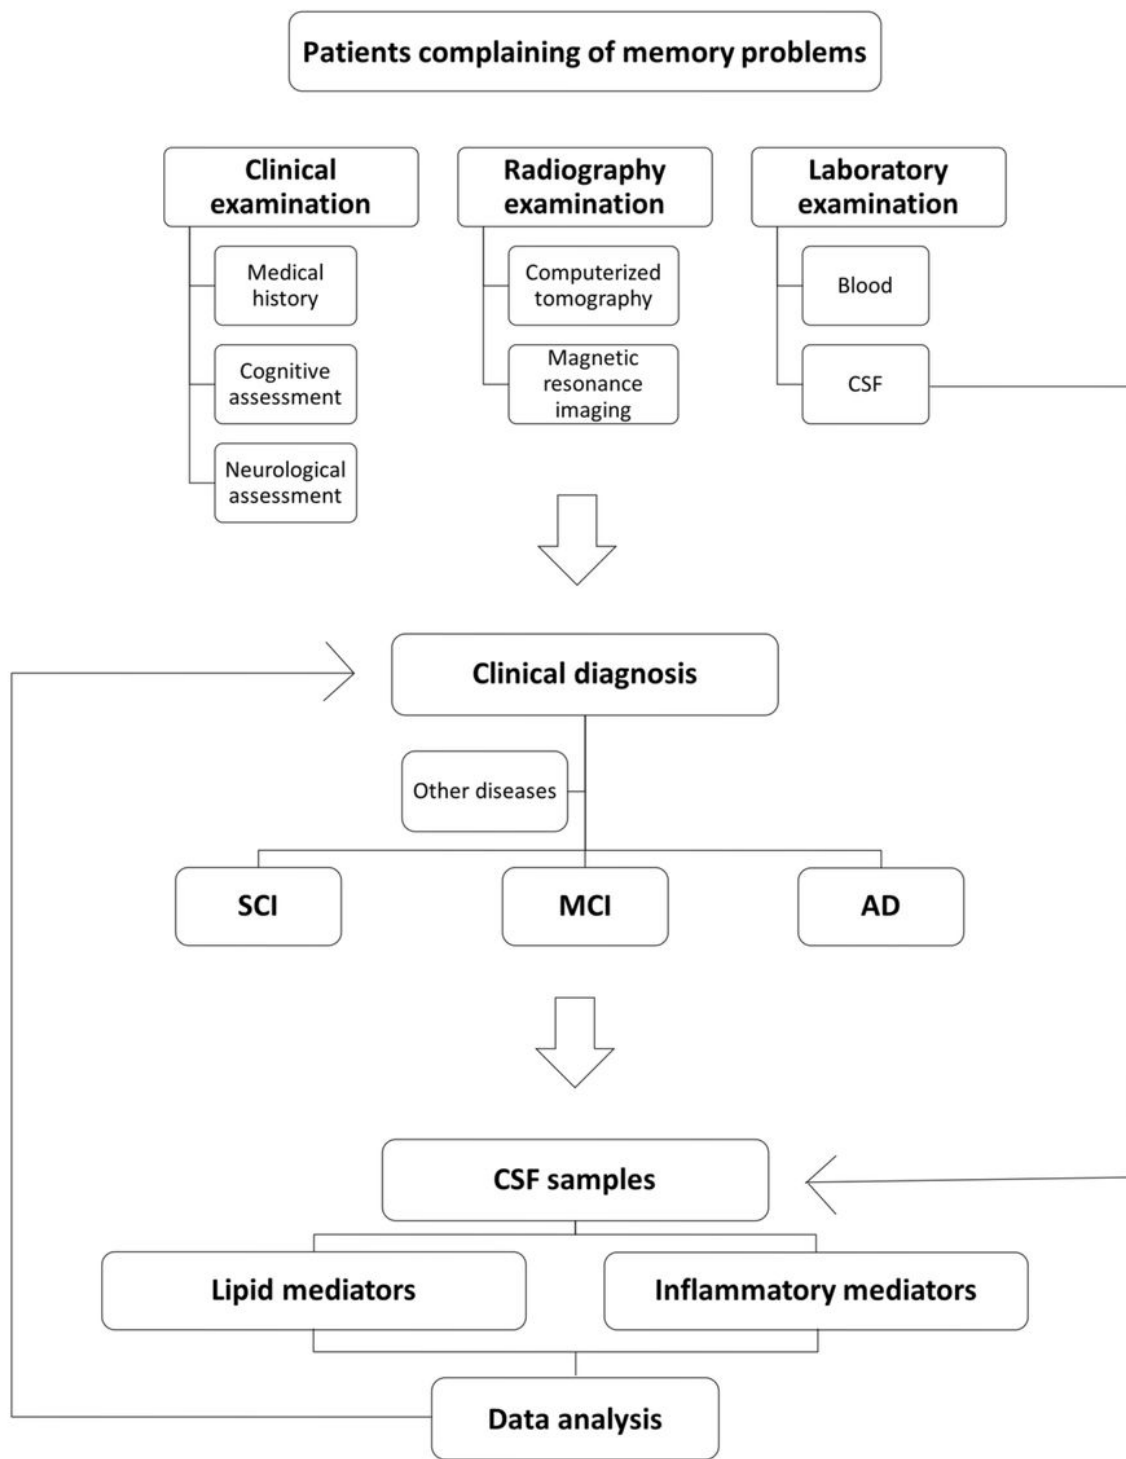 Patients complaining of memory problems
Clinical
examination
Radiography
examination
Laboratory
examination
Medical
history
Computerized
tomography
Blood
Cognitive
assessment
Magnetic
resonance
imaging
CSF
Neurological
assessment
Clinical diagnosis
Other diseases
SCI
MCI
AD
CSF samples
Lipid mediators
Inflammatory mediators
Data analysis